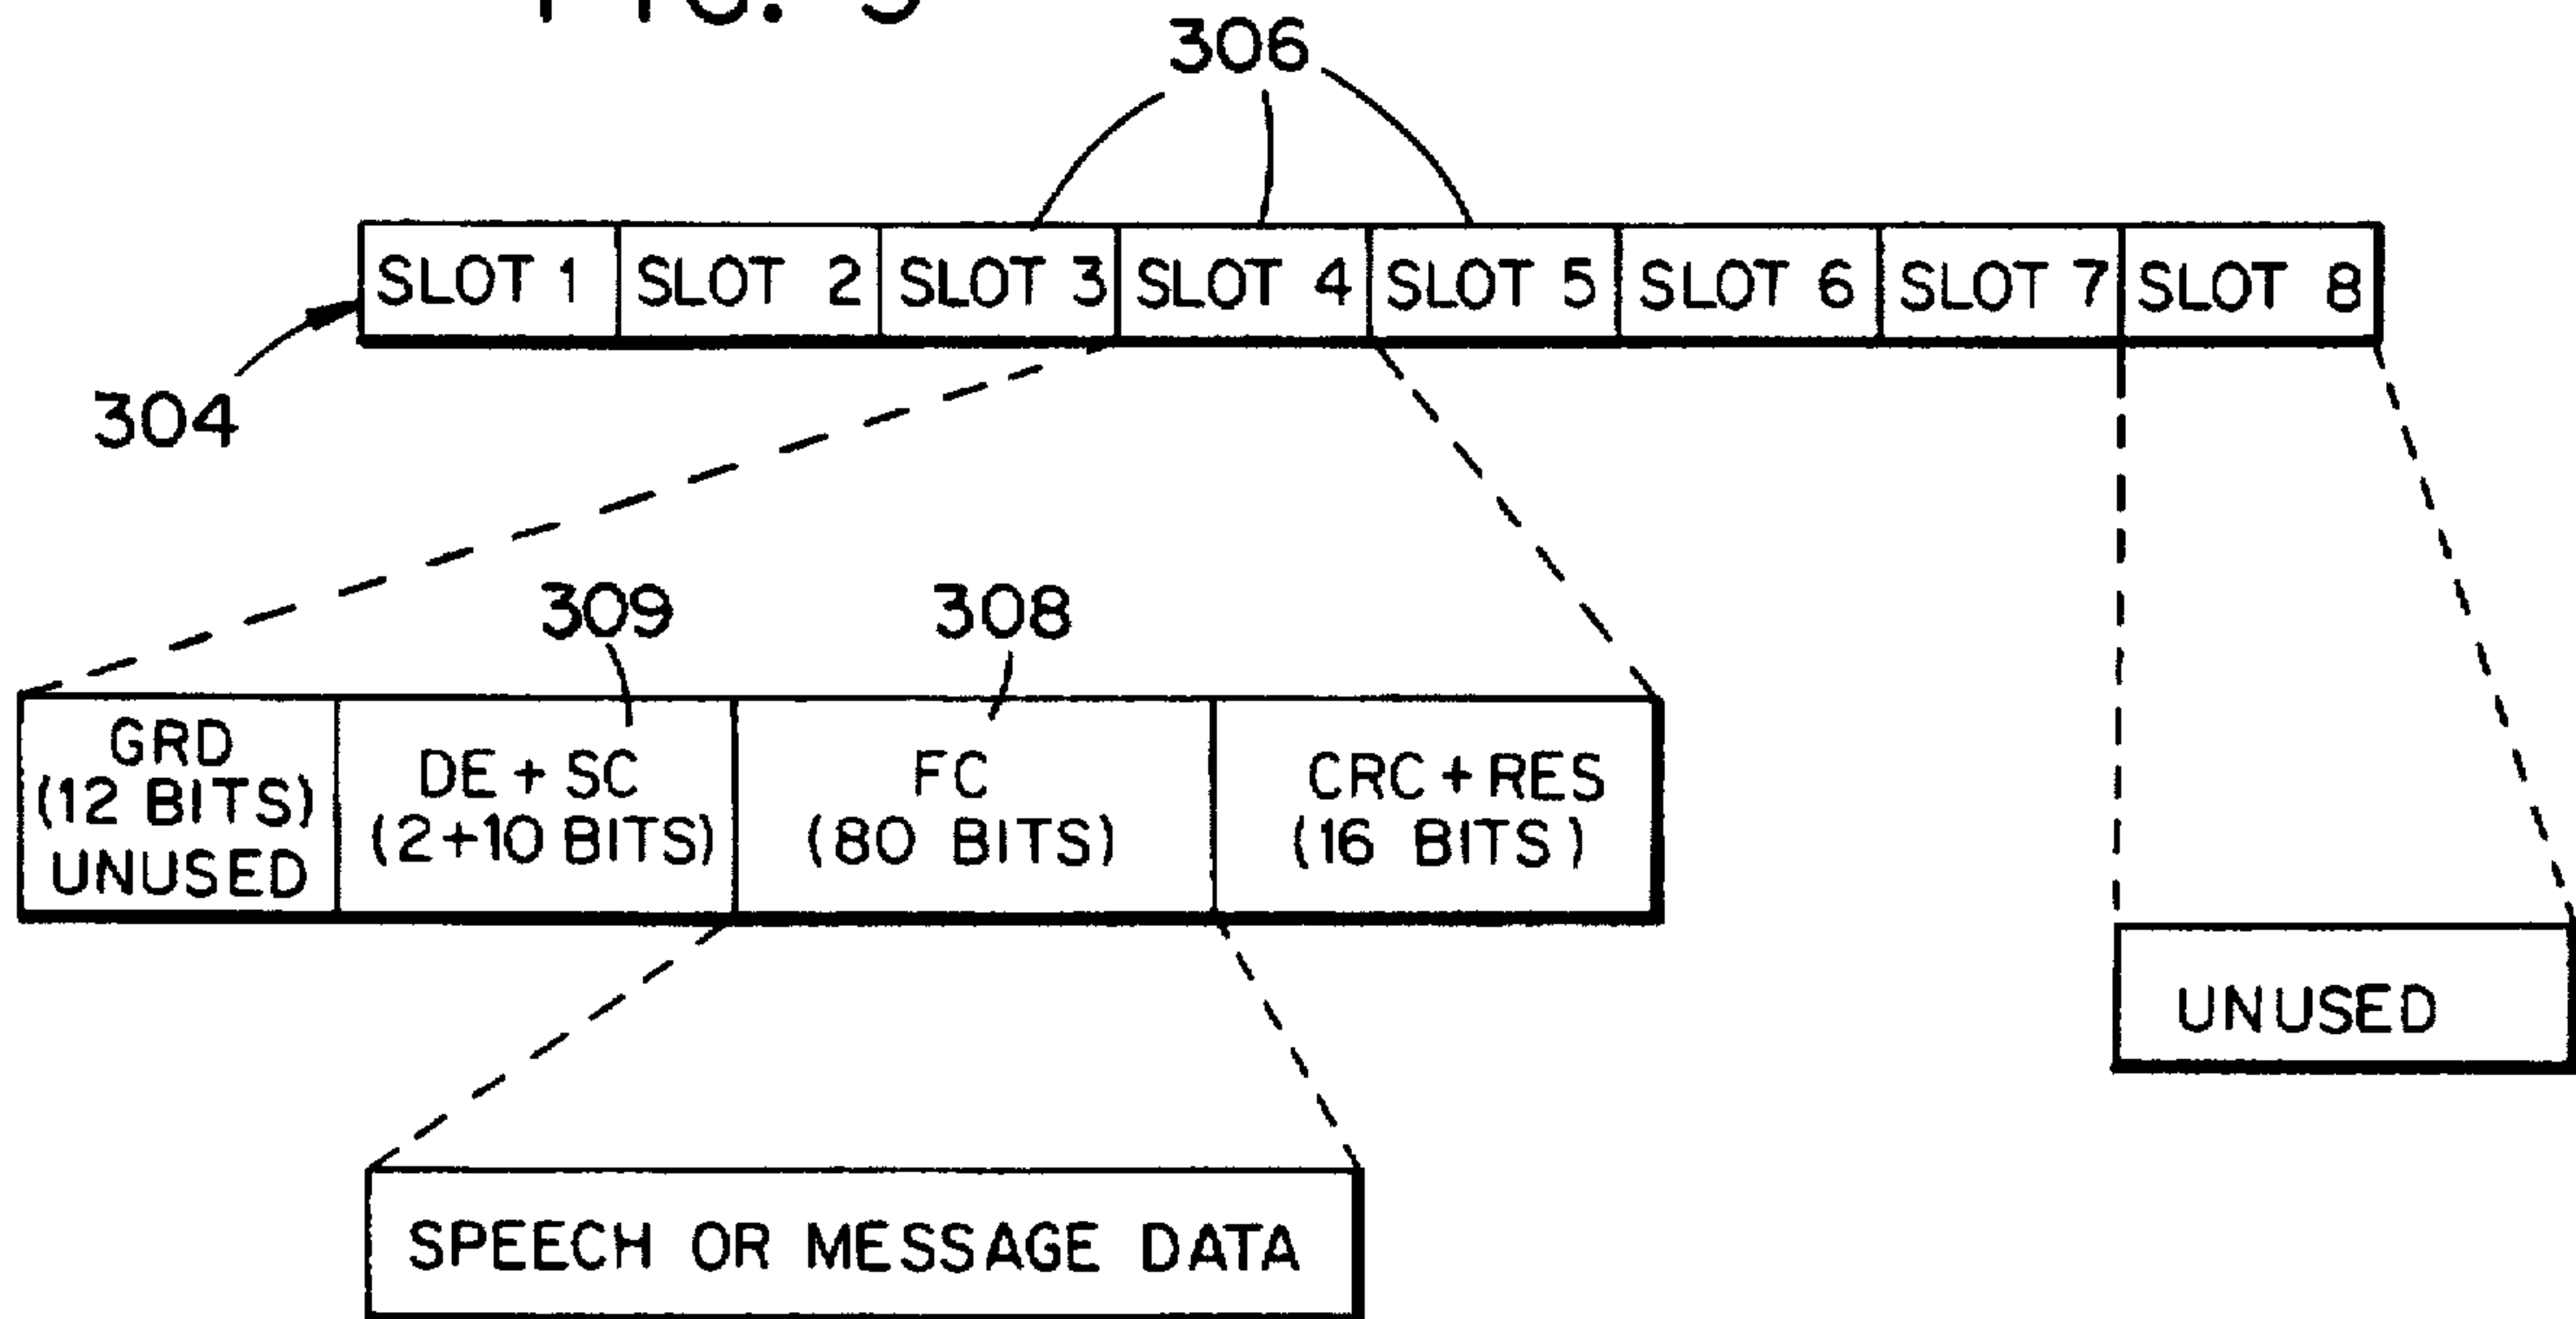 FIG. 3
306
SLOT 1 SLOT 2 SLOT 3 SLOT 4 SLOT 5 SLOT 6 SLOT 7 SLOT 8
304
309 308
GRD
(12 BITS)
UNUSED
DE + SC
(2+10 BITS)
FC
(80 BITS)
CRC + RES
(16 BITS)
UNUSED
SPEECH OR MESSAGE DATA